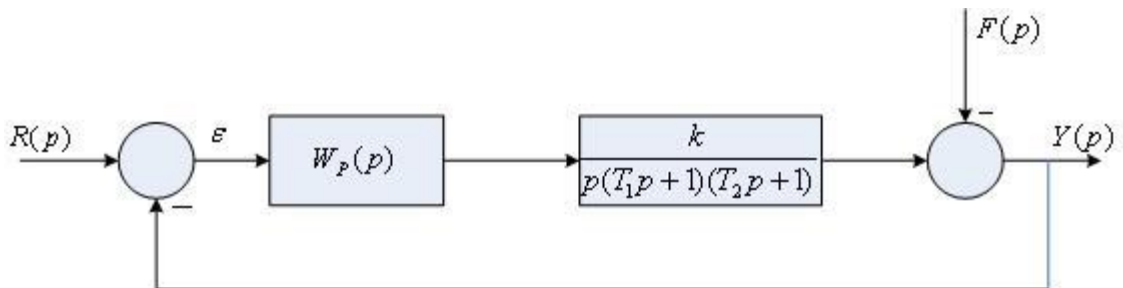 F(p)
R(p)
ε
W_P(p)
k
p(T_1p+1)(T_2p+1)
Y(p)
−
−